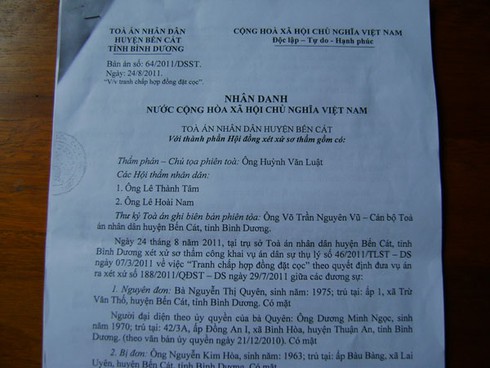 TOÀ ÁN NHÂN DÂN
HUYỆN BẾN CÁT
TỈNH BÌNH DƯƠNG
CỘNG HOÀ XÃ HỘI CHỦ NGHĨA VIỆT NAM
Độc lập – Tự do - Hạnh phúc
Bản án số: 64/2011/DSST.
Ngày: 24/8/2011.
"V/v tranh chấp hợp đồng đặt cọc".
NHÂN DANH
NƯỚC CỘNG HÒA XÃ HỘI CHỦ NGHĨA VIỆT NAM
TOÀ ÁN NHÂN DÂN HUYỆN BẾN CÁT
Với thành phần Hội đồng xét xử sơ thẩm gồm có:
Thẩm phán – Chủ tọa phiên toà: Ông Huỳnh Văn Luật
Các Hội thẩm nhân dân:
1. Ông Lê Thành Tâm
2. Ông Lê Hoài Nam
Thư ký Toà án ghi biên bản phiên tòa: Ông Võ Trần Nguyên Vũ – Cán bộ Toà
án nhân dân huyện Bến Cát, tỉnh Bình Dương.
Ngày 24 tháng 8 năm 2011, tại trụ sở Toà án nhân dân huyện Bến Cát, tỉnh
Bình Dương xét xử sơ thẩm công khai vụ án dân sự thụ lý số 46/2011/TLST – DS
ngày 07/3/2011 về việc "Tranh chấp hợp đồng đặt cọc" theo quyết định đưa vụ án
ra xét xử số 188/2011/QĐST – DS ngày 29/7/2011 giữa các đương sự:
1. Nguyên đơn: Bà Nguyễn Thị Quyên, sinh năm: 1975; trú tại: ấp 1, xã Trừ
Văn Thố, huyện Bến Cát, tỉnh Bình Dương. Có mặt
Người đại diện theo ủy quyền của bà Quyên: Ông Dương Minh Ngọc, sinh
năm 1970; trú tại: 42/3A, ấp Đồng An I, xã Bình Hòa, huyện Thuận An, tỉnh Bình
Dương. (theo văn bản ủy quyền ngày 21/12/2010). Có mặt
2. Bị đơn: Ông Nguyễn Kim Hòa, sinh năm: 1963; trú tại: ấp Bàu Bàng, xã Lai
Uyên, huyện Bến Cát, tỉnh Bình Dương. Có mặt